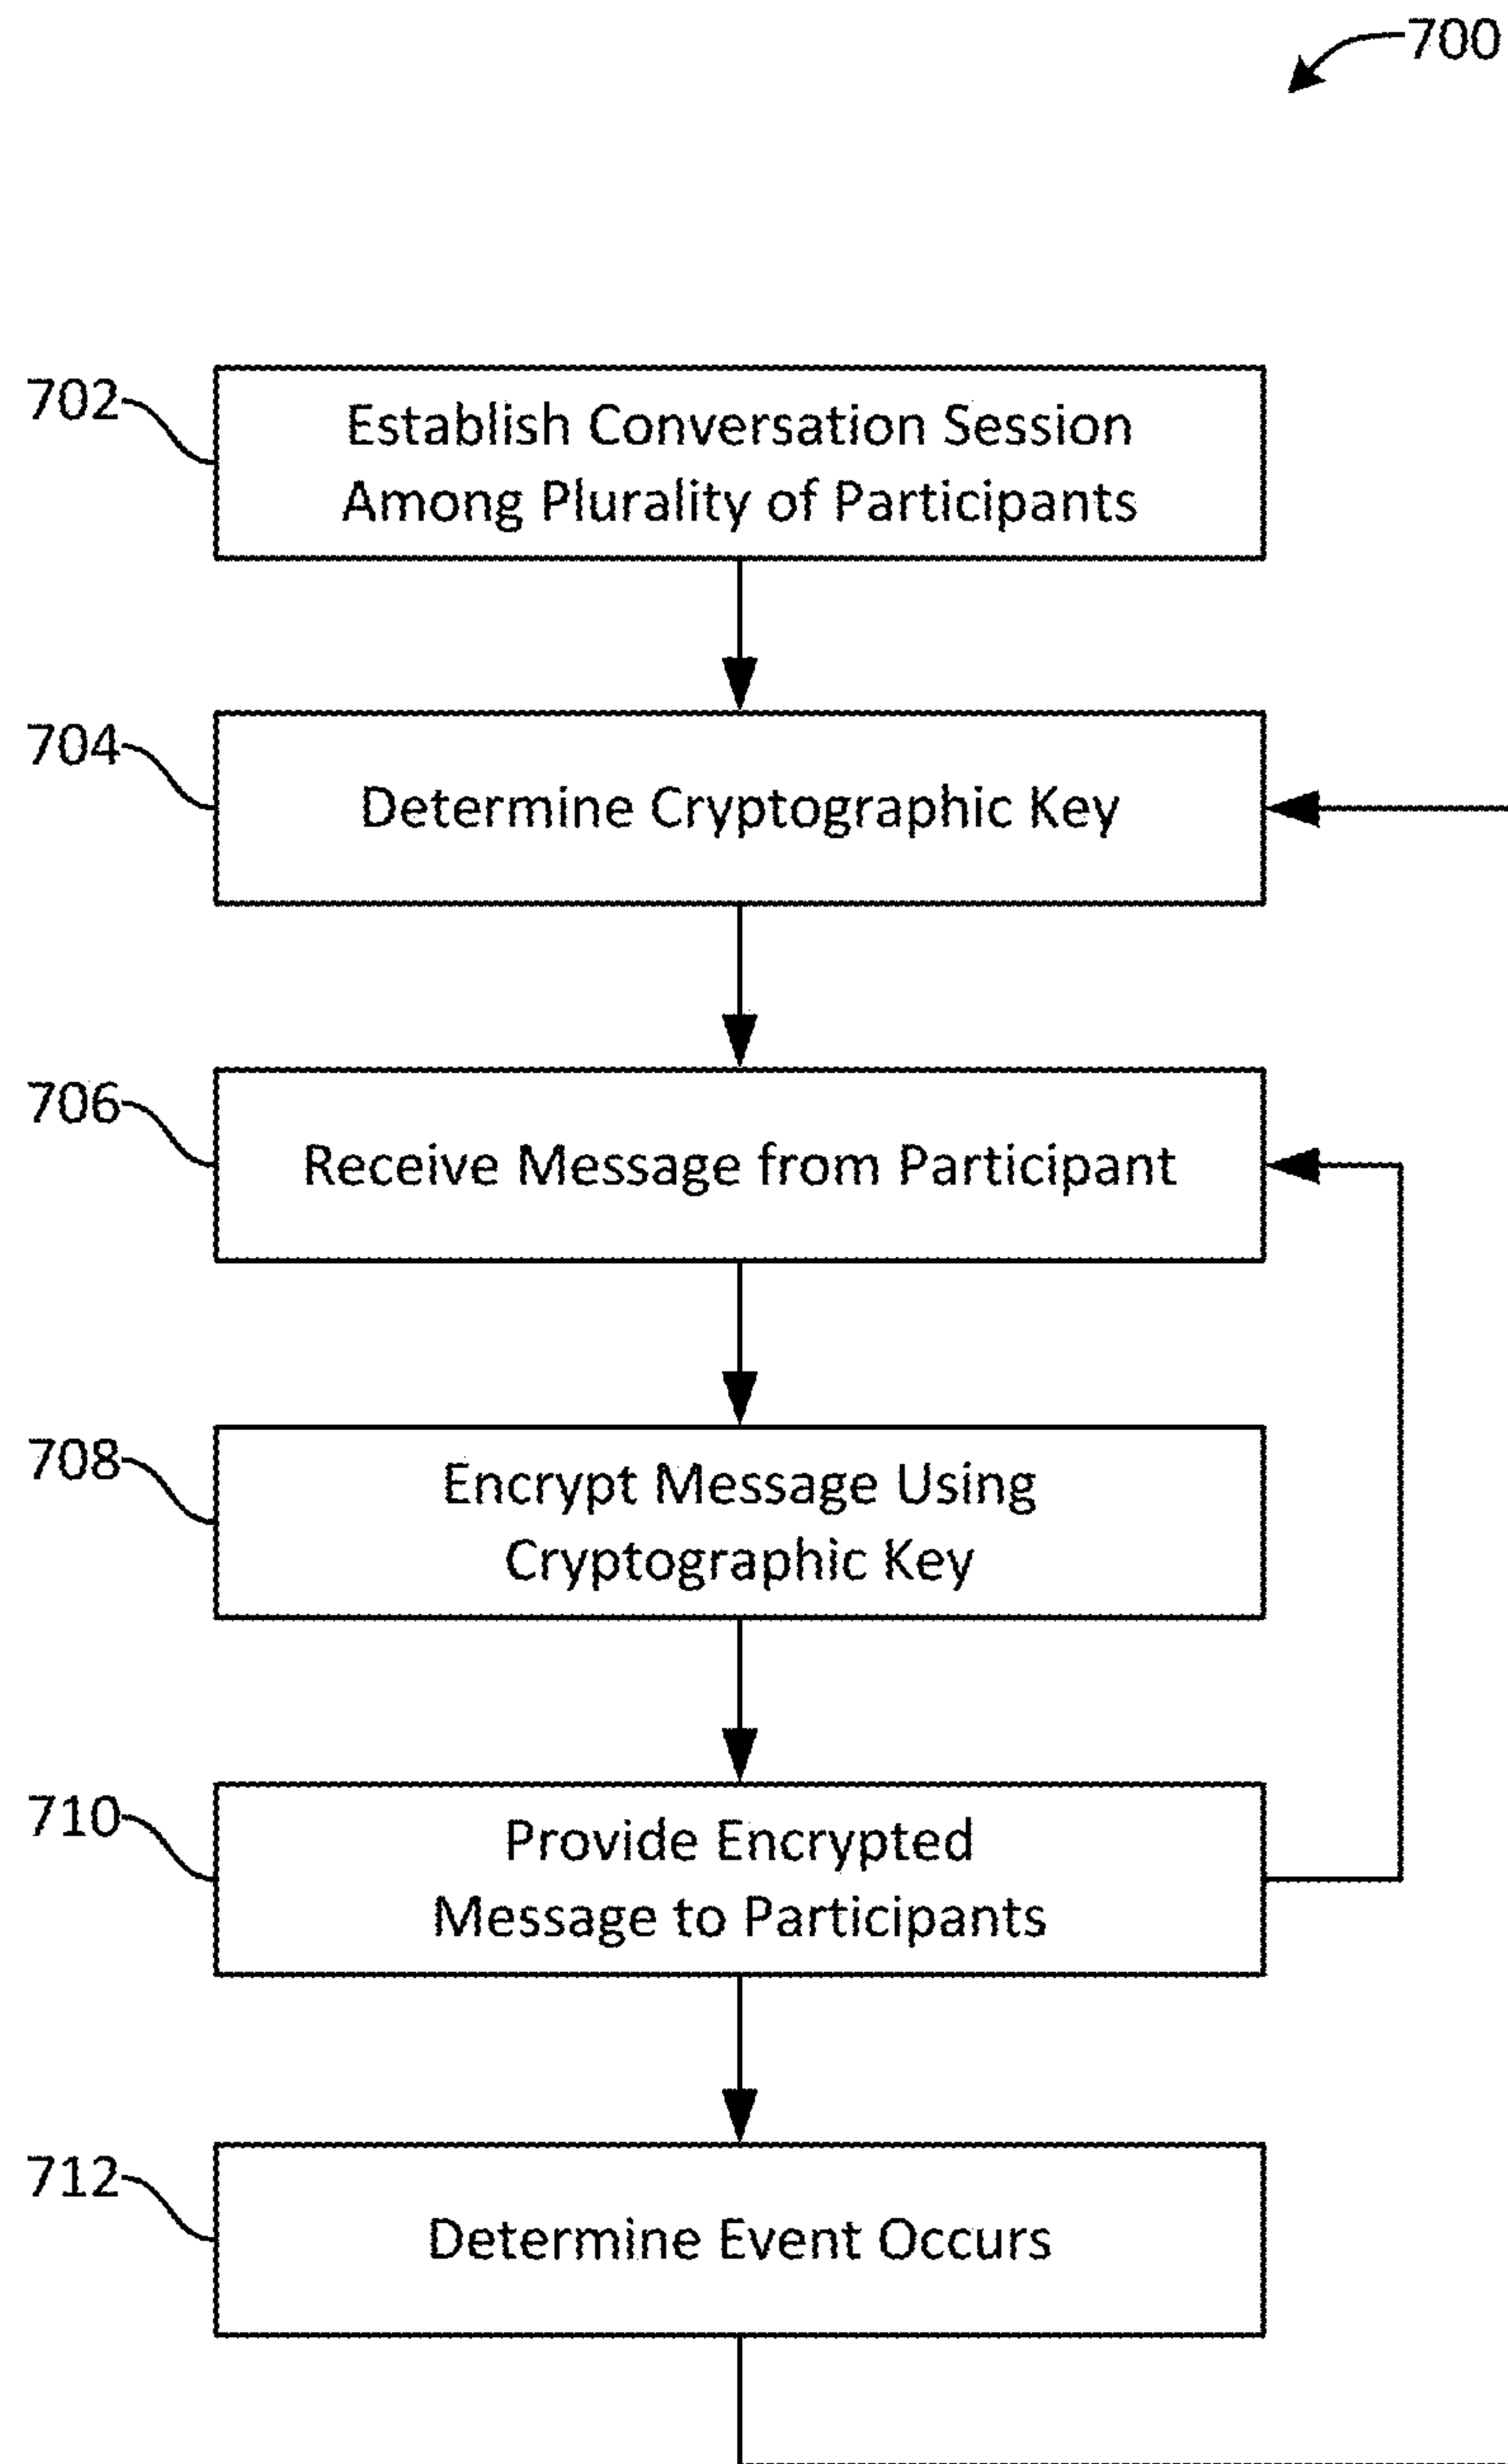 700
702
Establish Conversation Session
Among Plurality of Participants
704
Determine Cryptographic Key
706
Receive Message from Participant
708
Encrypt Message Using
Cryptographic Key
710
Provide Encrypted
Message to Participants
712
Determine Event Occurs